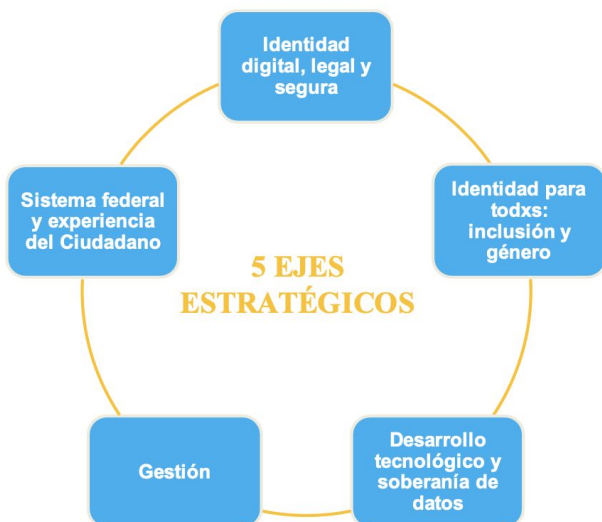 Identidad
digital, legal y
segura
Identidad para
todxs:
inclusión y
género
Desarrollo
tecnológico y
soberanía de
datos
Gestión
Sistema federal
y experiencia
del Ciudadano
5 EJES
ESTRATÉGICOS